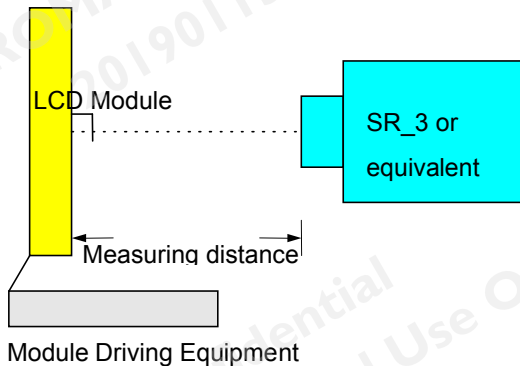 LCD Module
SR_3 or
equivalent
Measuring distance
Module Driving Equipment